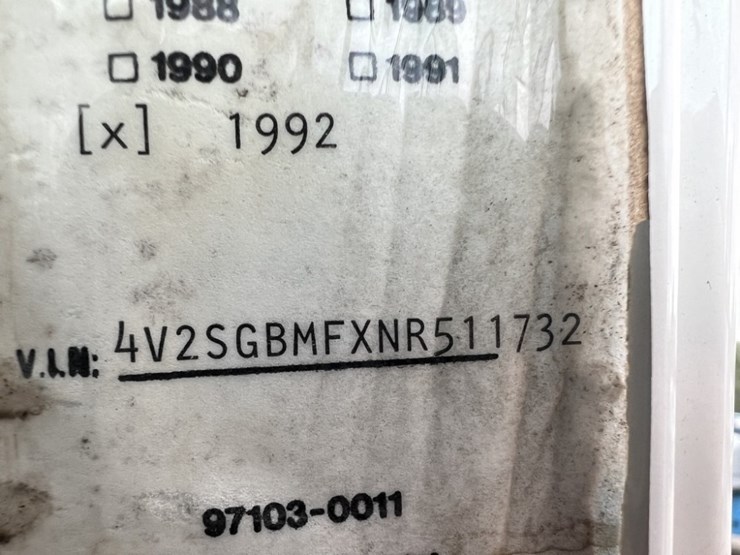 ☐ 1988 ☐ 1989
☐ 1990 ☐ 1991
[x] 1992
V.I.N: 4V2SGBMFXNR511732
97103-0011